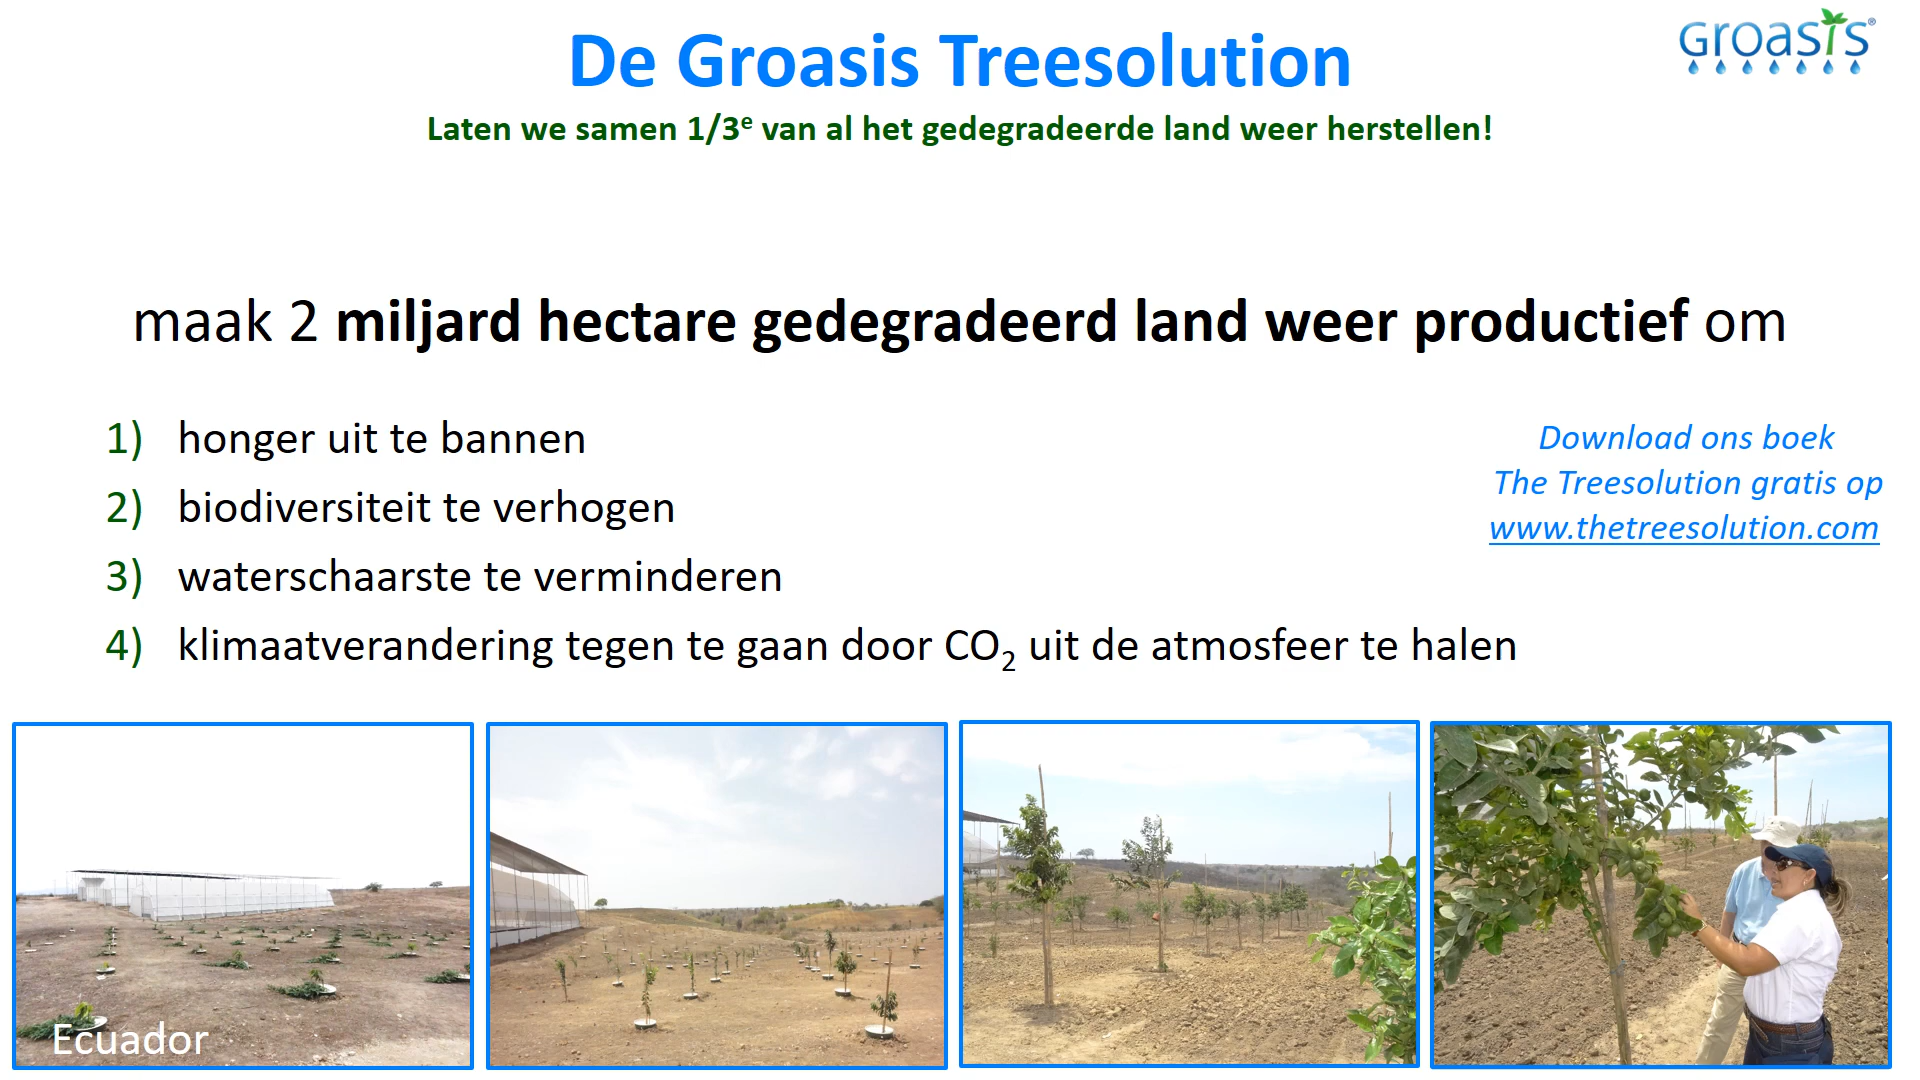 De Groasis Treesolution
GROASIS®
Laten we samen 1/3e van al het gedegradeerde land weer herstellen!
maak 2 miljard hectare gedegradeerd land weer productief om
1) honger uit te bannen
2) biodiversiteit te verhogen
3) waterschaarste te verminderen
4) klimaatverandering tegen te gaan door CO2 uit de atmosfeer te halen
Download ons boek
The Treesolution gratis op
www.thetreesolution.com
Ecuador